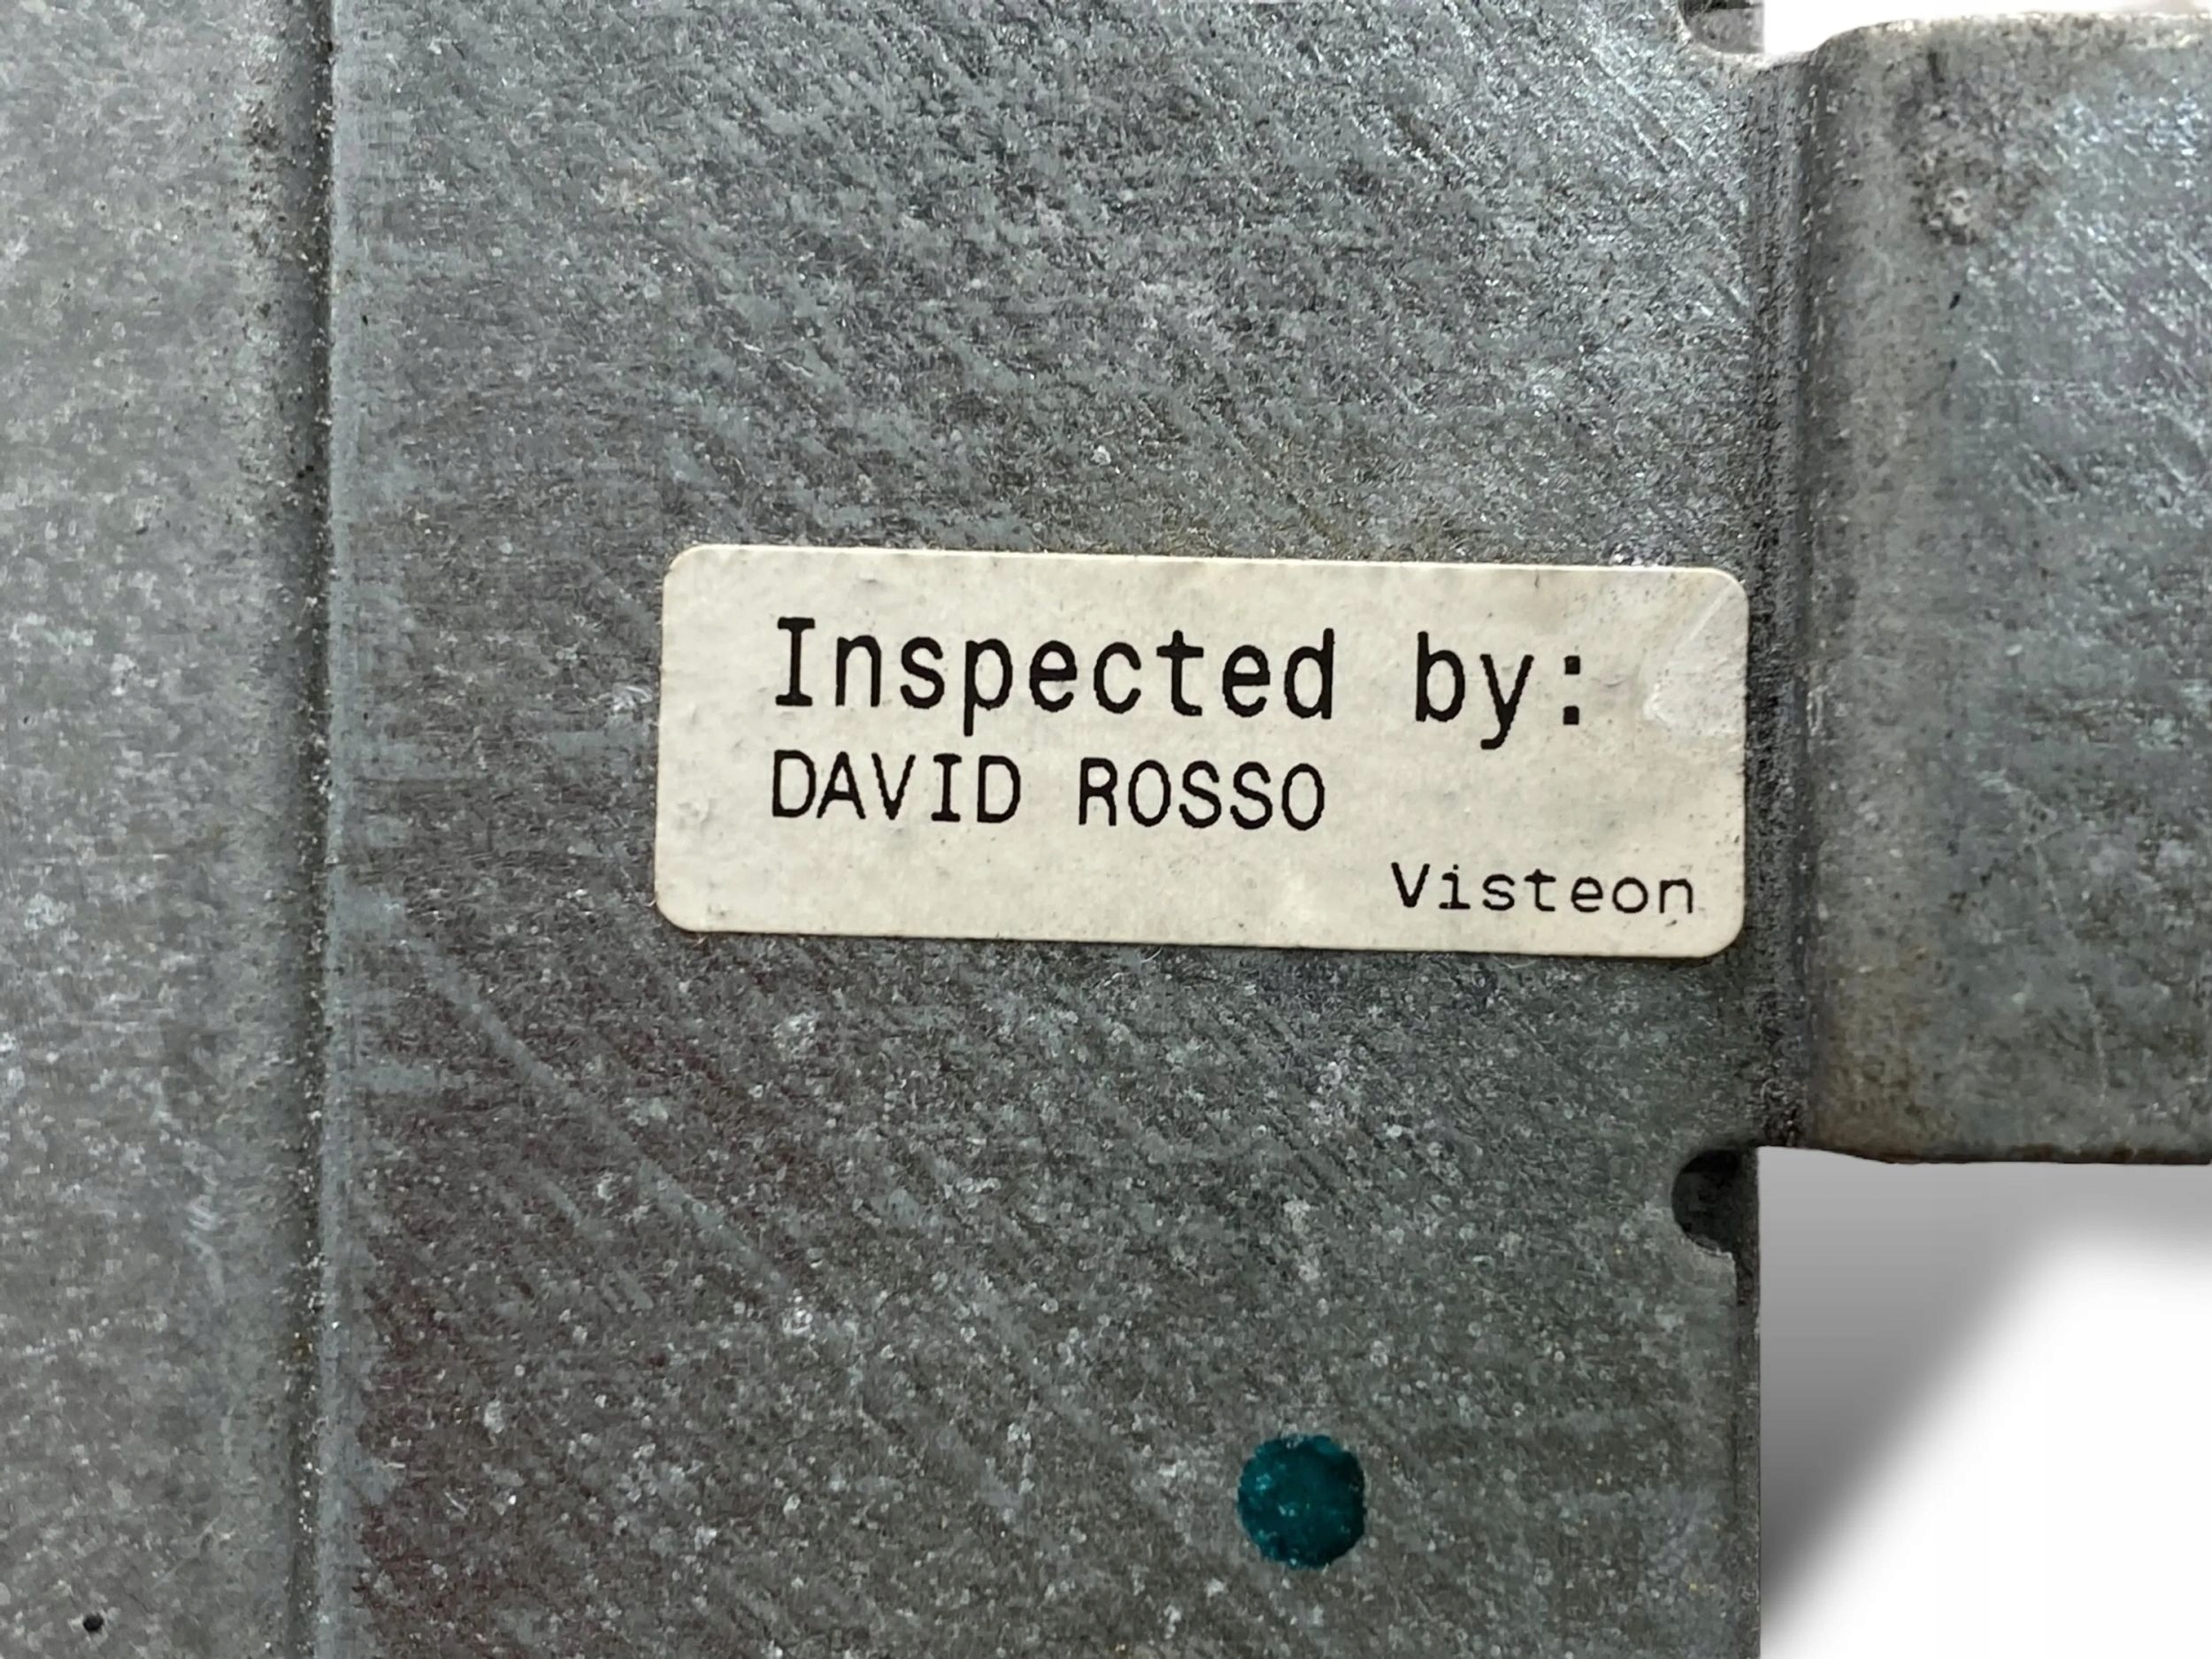 Inspected by:
DAVID ROSSO
Visteon